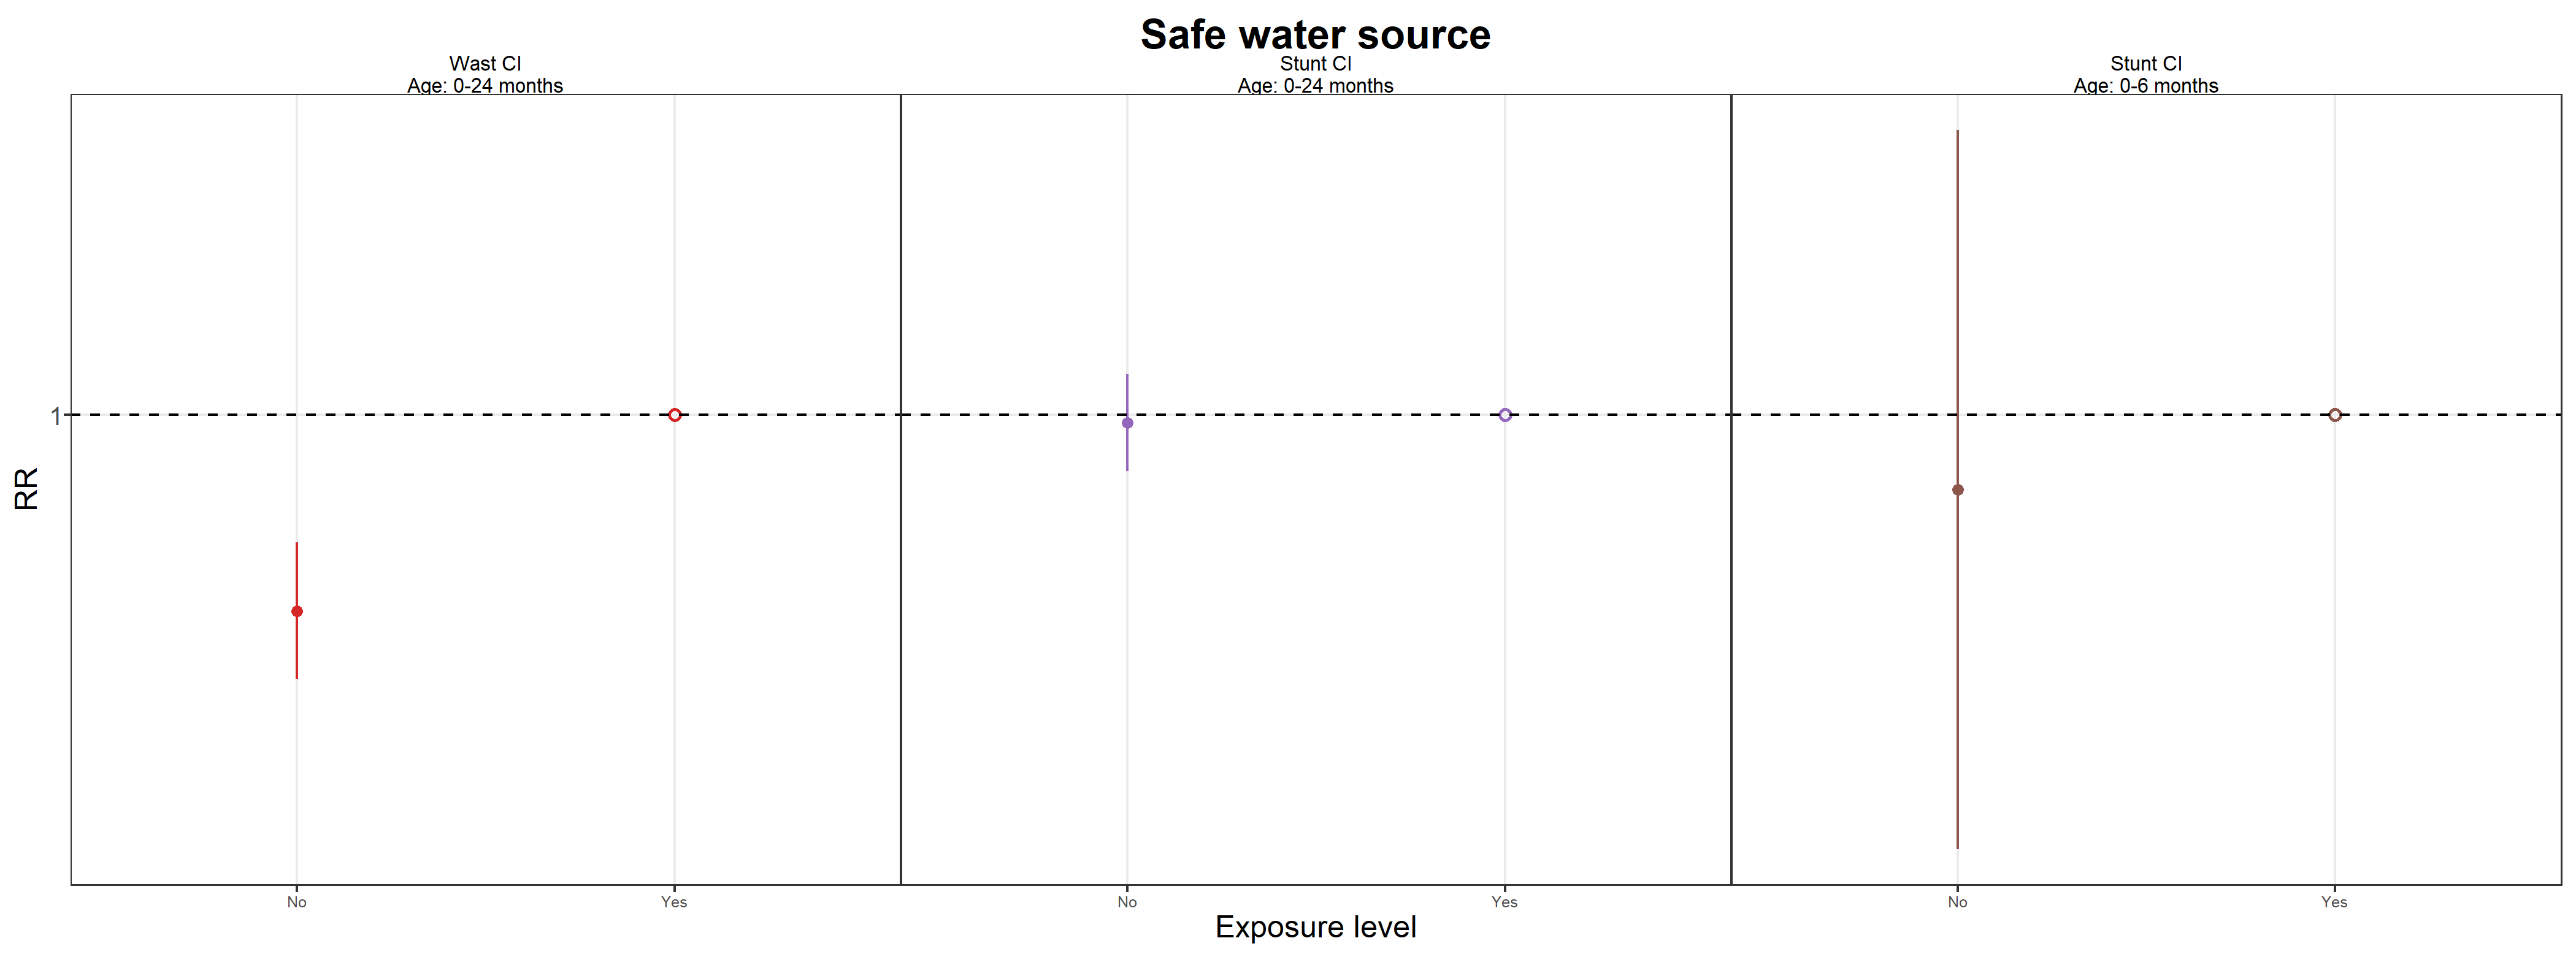 Safe water source
Wast CI
Age: 0-24 months
Stunt CI
Age: 0-24 months
Stunt CI
Age: 0-6 months
1
RR
No
Yes
No
Yes
No
Yes
Exposure level